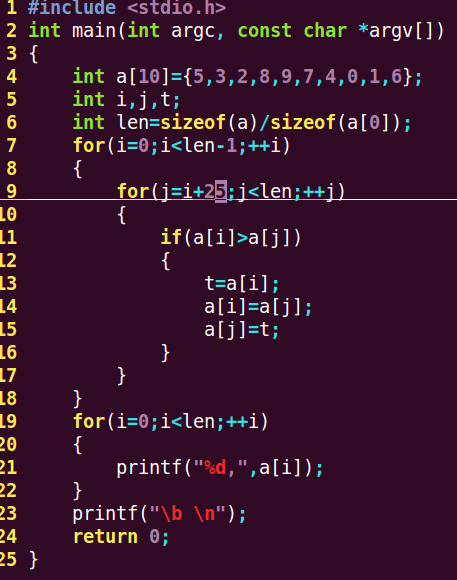 1 #include <stdio.h>
2 int main(int argc, const char *argv[])
3 {
4     int a[10]={5,3,2,8,9,7,4,0,1,6};
5     int i,j,t;
6     int len=sizeof(a)/sizeof(a[0]);
7     for(i=0;i<len-1;++i)
8     {
9         for(j=i+25;j<len;++j)
10         {
11             if(a[i]>a[j])
12             {
13                 t=a[i];
14                 a[i]=a[j];
15                 a[j]=t;
16             }
17         }
18     }
19     for(i=0;i<len;++i)
20     {
21         printf("%d,",a[i]);
22     }
23     printf("\b \n");
24     return 0;
25 }